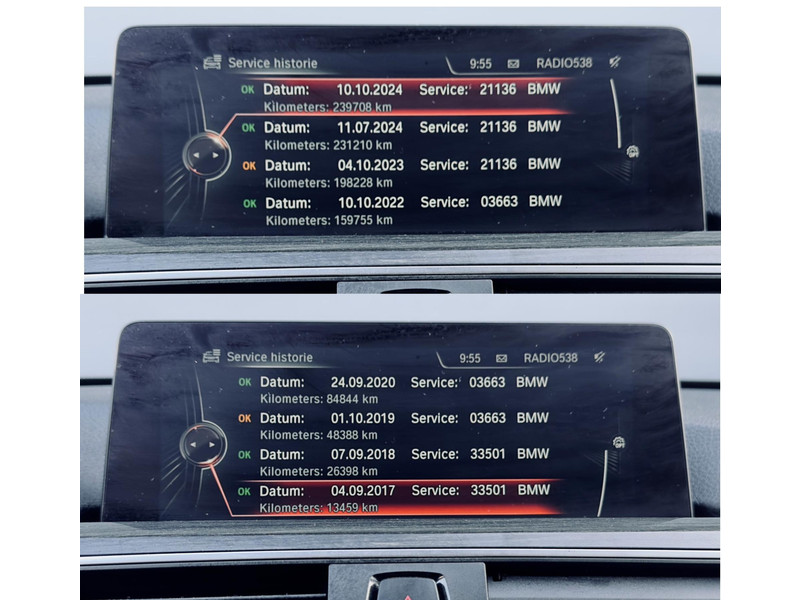 Service historie 9:55 RADIO538
OK Datum: 10.10.2024 Service: 21136 BMW
Kilometers: 239708 km
OK Datum: 11.07.2024 Service: 21136 BMW
Kilometers: 231210 km
OK Datum: 04.10.2023 Service: 21136 BMW
Kilometers: 198228 km
OK Datum: 10.10.2022 Service: 03663 BMW
Kilometers: 159755 km
Service historie 9:55 RADIO538
OK Datum: 24.09.2020 Service: 03663 BMW
Kilometers: 84844 km
OK Datum: 01.10.2019 Service: 03663 BMW
Kilometers: 48388 km
OK Datum: 07.09.2018 Service: 33501 BMW
Kilometers: 26398 km
OK Datum: 04.09.2017 Service: 33501 BMW
Kilometers: 13459 km